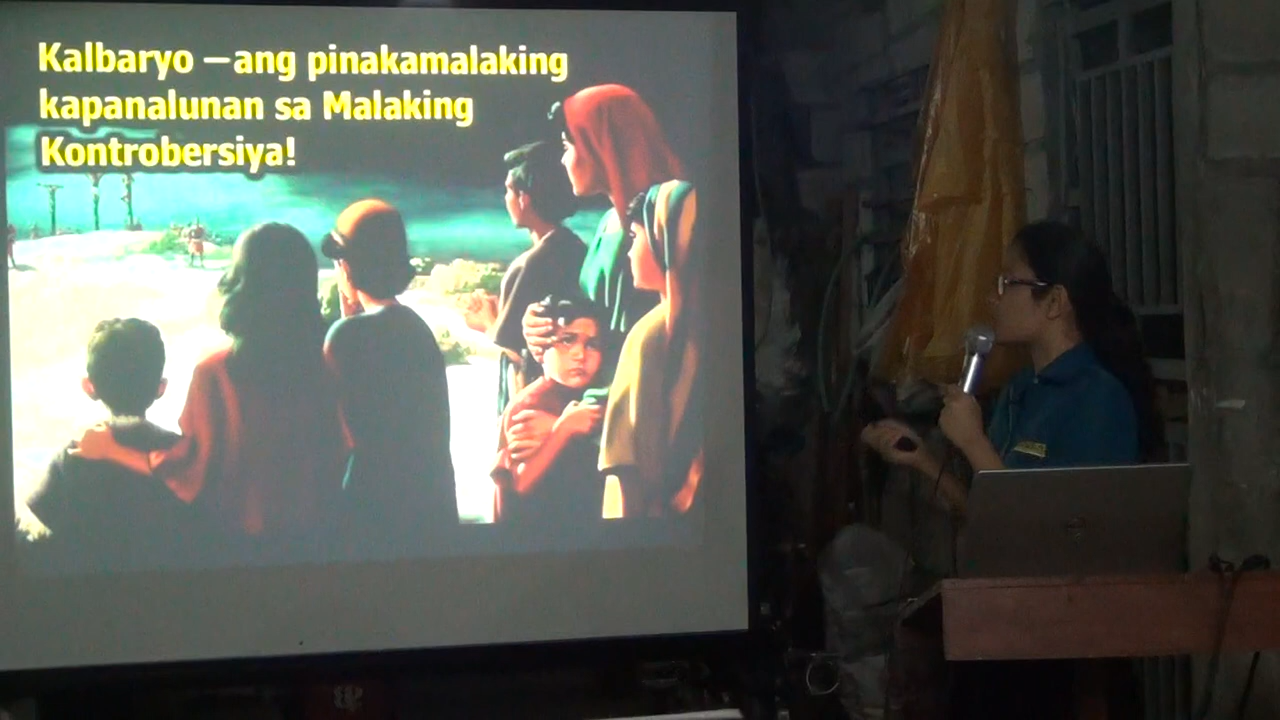 Kalbaryo —ang pinakamalaking
kapanalunan sa Malaking
Kontrobersiya!